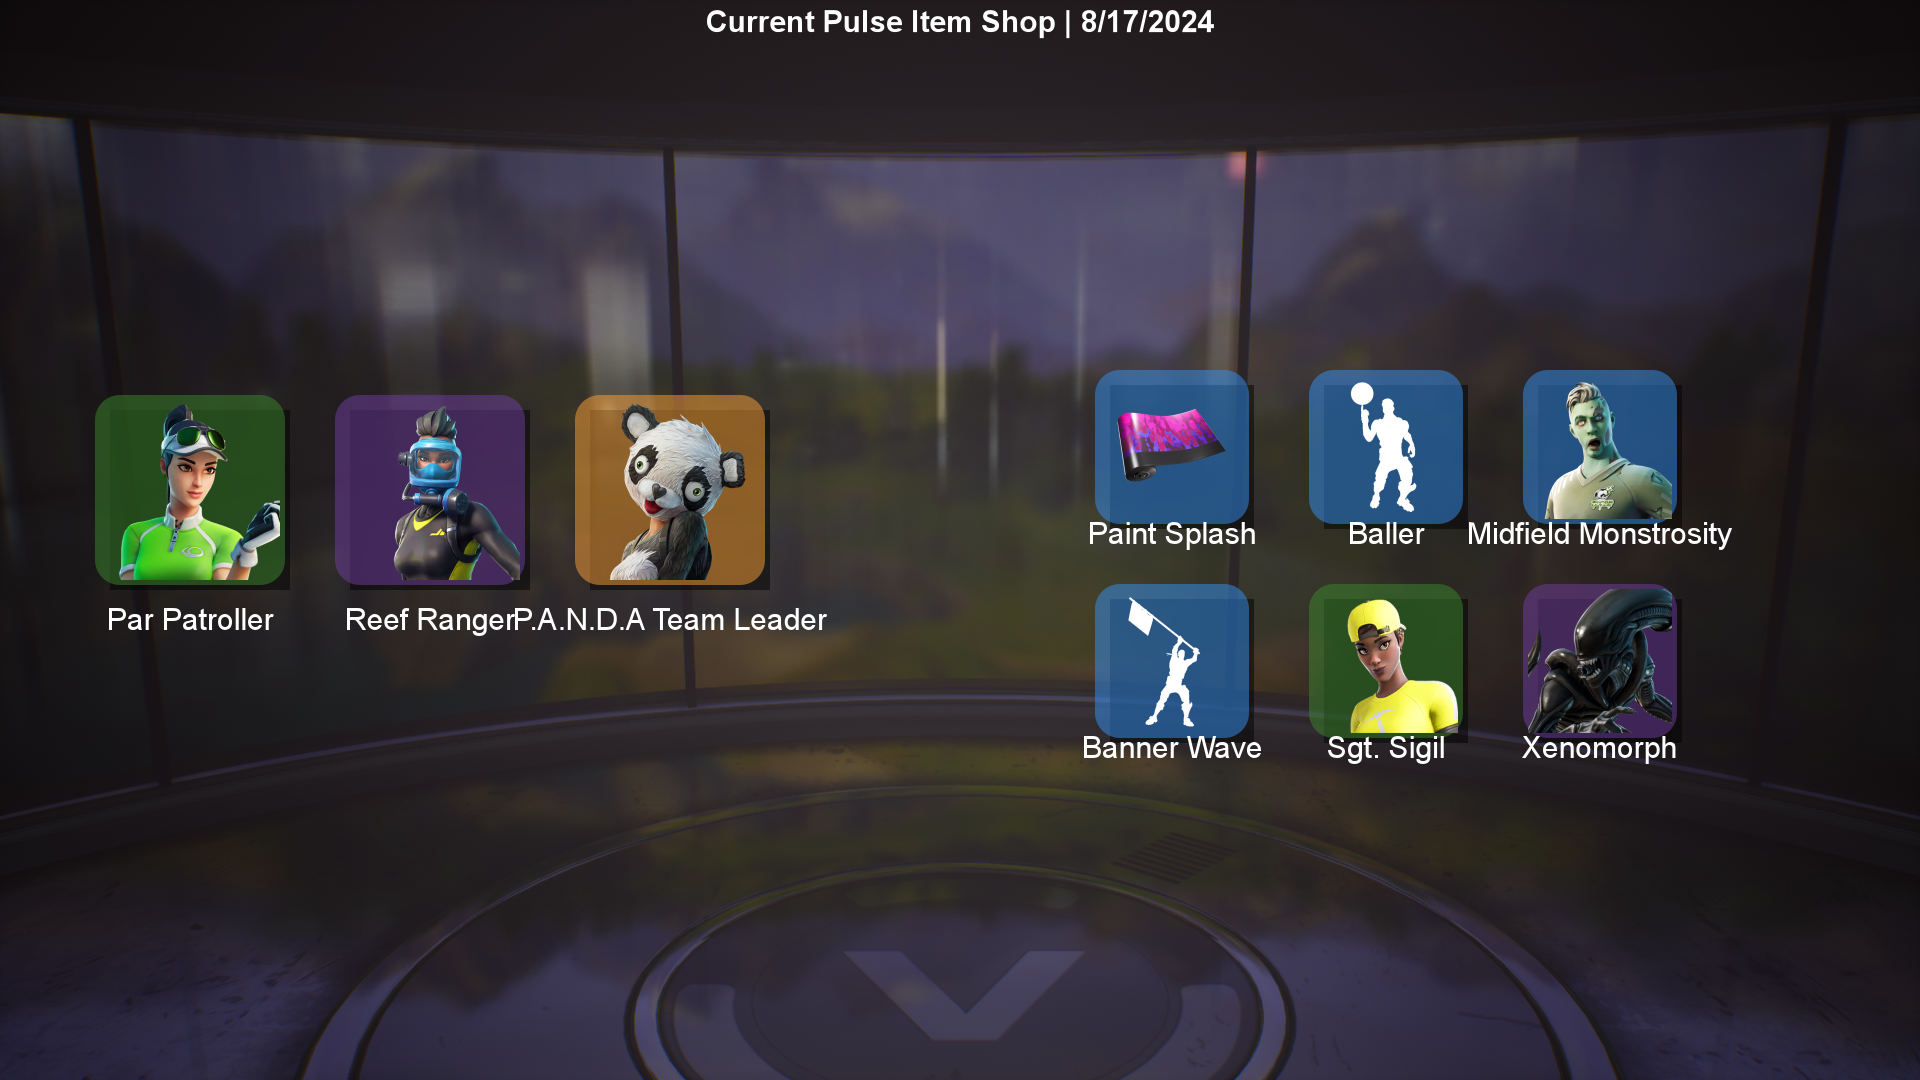 Current Pulse Item Shop | 8/17/2024
Par Patroller
Reef Ranger
P.A.N.D.A Team Leader
Paint Splash
Baller
Midfield Monstrosity
Banner Wave
Sgt. Sigil
Xenomorph